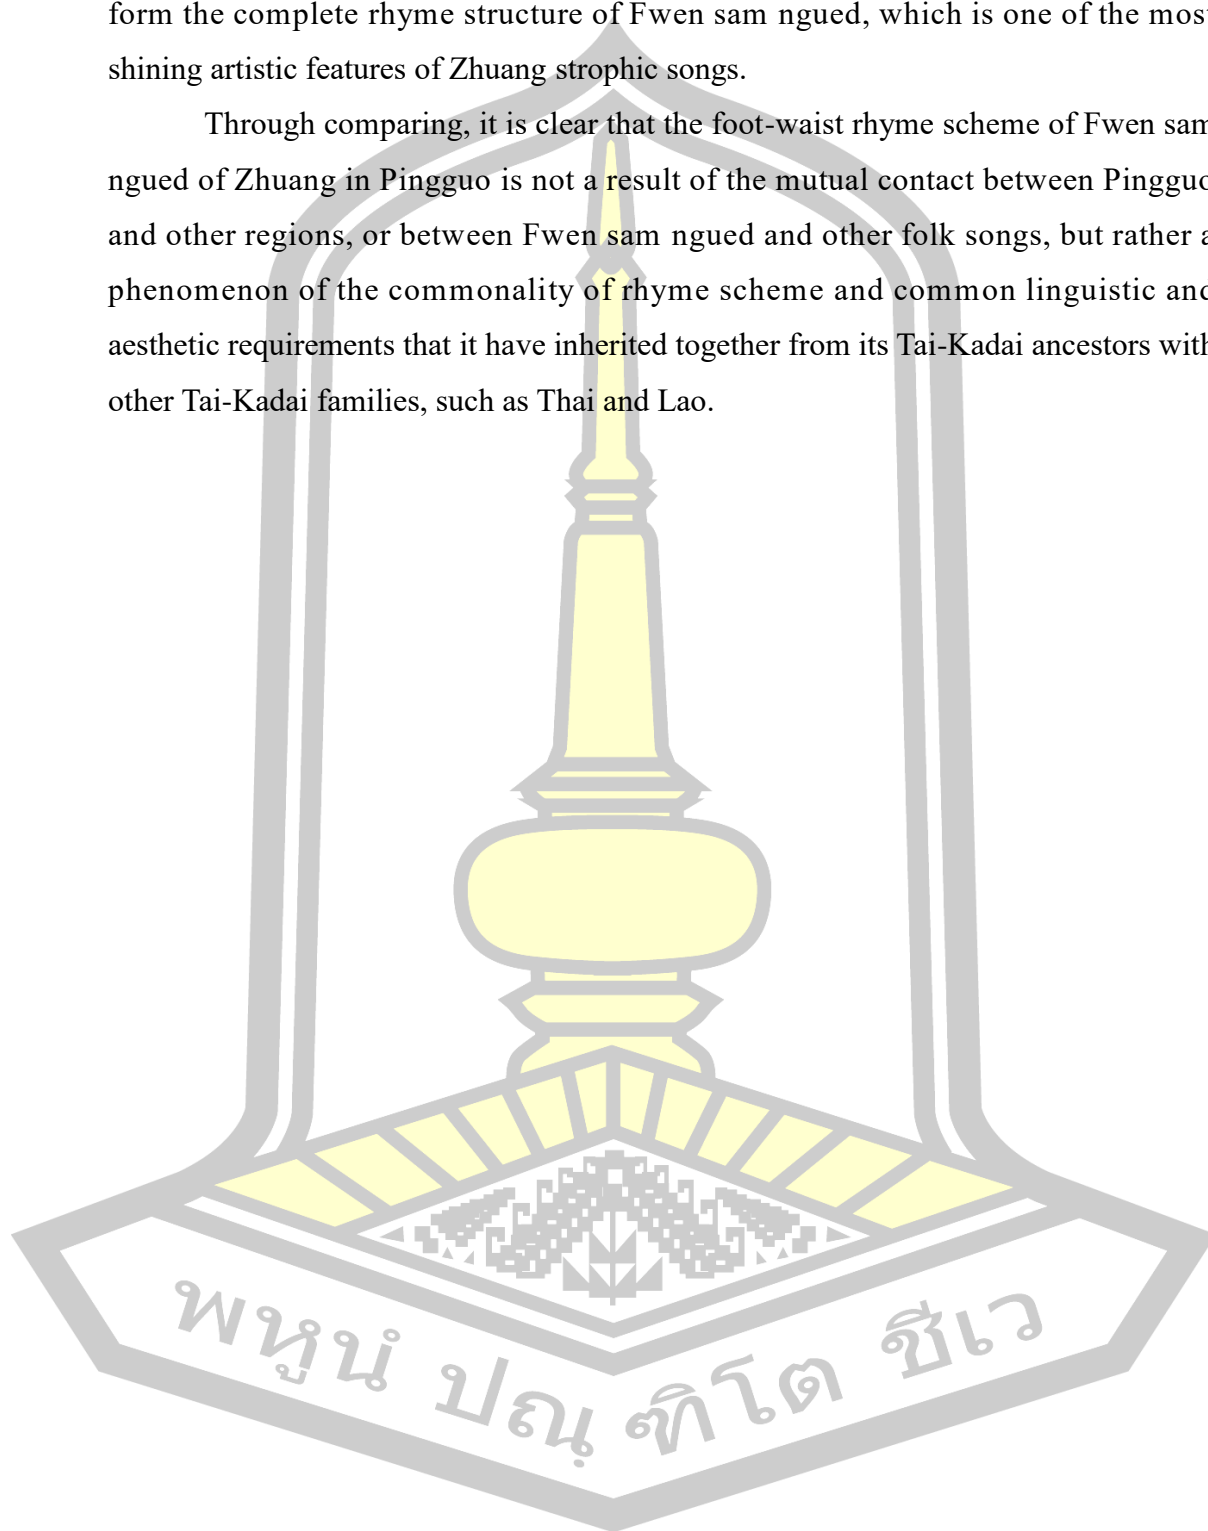 form the complete rhyme structure of Fwen sam ngued, which is one of the most
shining artistic features of Zhuang strophic songs.
Through comparing, it is clear that the foot-waist rhyme scheme of Fwen sam
ngued of Zhuang in Pingguo is not a result of the mutual contact between Pingguo
and other regions, or between Fwen sam ngued and other folk songs, but rather a
phenomenon of the commonality of rhyme scheme and common linguistic and
aesthetic requirements that it have inherited together from its Tai-Kadai ancestors with
other Tai-Kadai families, such as Thai and Lao.
พหูนํ ปณฺฑิโต ชีเว